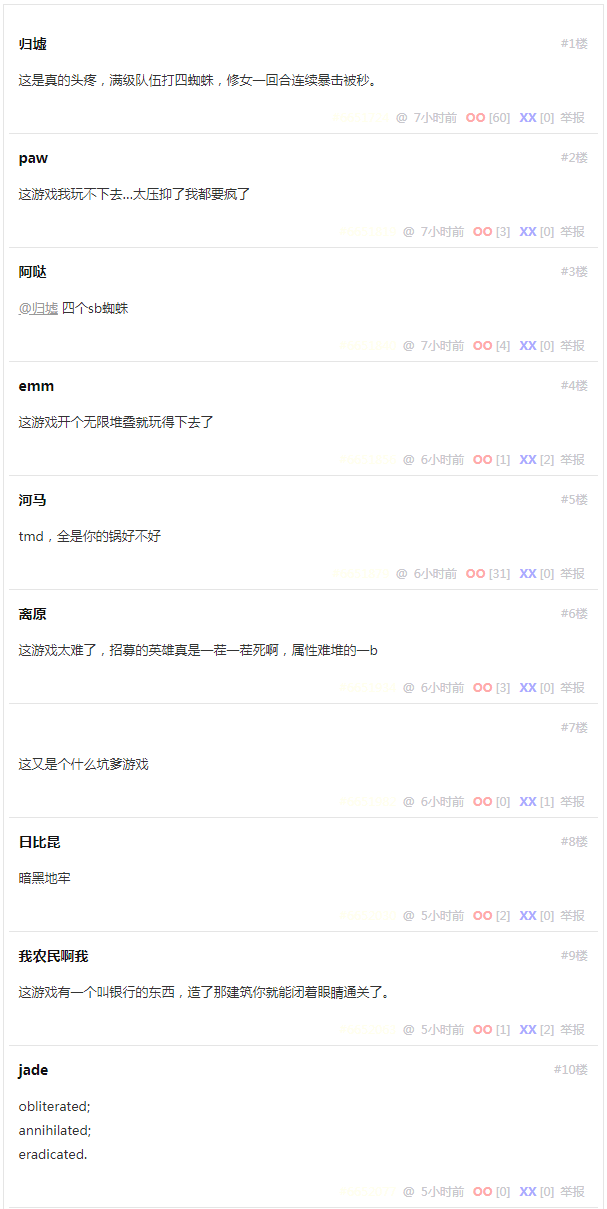 归墟 #1楼
这是真的头疼，满级队伍打四蜘蛛，修女一回合连续暴击被秒。
@ 7小时前 OO [60] XX [0] 举报
paw #2楼
这游戏我玩不下去...太压抑了我都要疯了
@ 7小时前 OO [3] XX [0] 举报
阿哒 #3楼
@归墟 四个sb蜘蛛
@ 7小时前 OO [4] XX [0] 举报
emm #4楼
这游戏开个无限堆叠就玩得下去了
@ 6小时前 OO [1] XX [2] 举报
河马 #5楼
tmd，全是你的锅好不好
@ 6小时前 OO [31] XX [0] 举报
离原 #6楼
这游戏太难了，招募的英雄真是一茬一茬死啊，属性难堆的一b
@ 6小时前 OO [3] XX [0] 举报
#7楼
这又是个什么坑爹游戏
@ 6小时前 OO [0] XX [1] 举报
日比昆 #8楼
暗黑地牢
@ 5小时前 OO [2] XX [0] 举报
我农民啊我 #9楼
这游戏有一个叫银行的东西，造了那建筑你就能闭着眼睛通关了。
@ 5小时前 OO [1] XX [2] 举报
jade #10楼
obliterated;
annihilated;
eradicated.
@ 5小时前 OO [0] XX [0] 举报